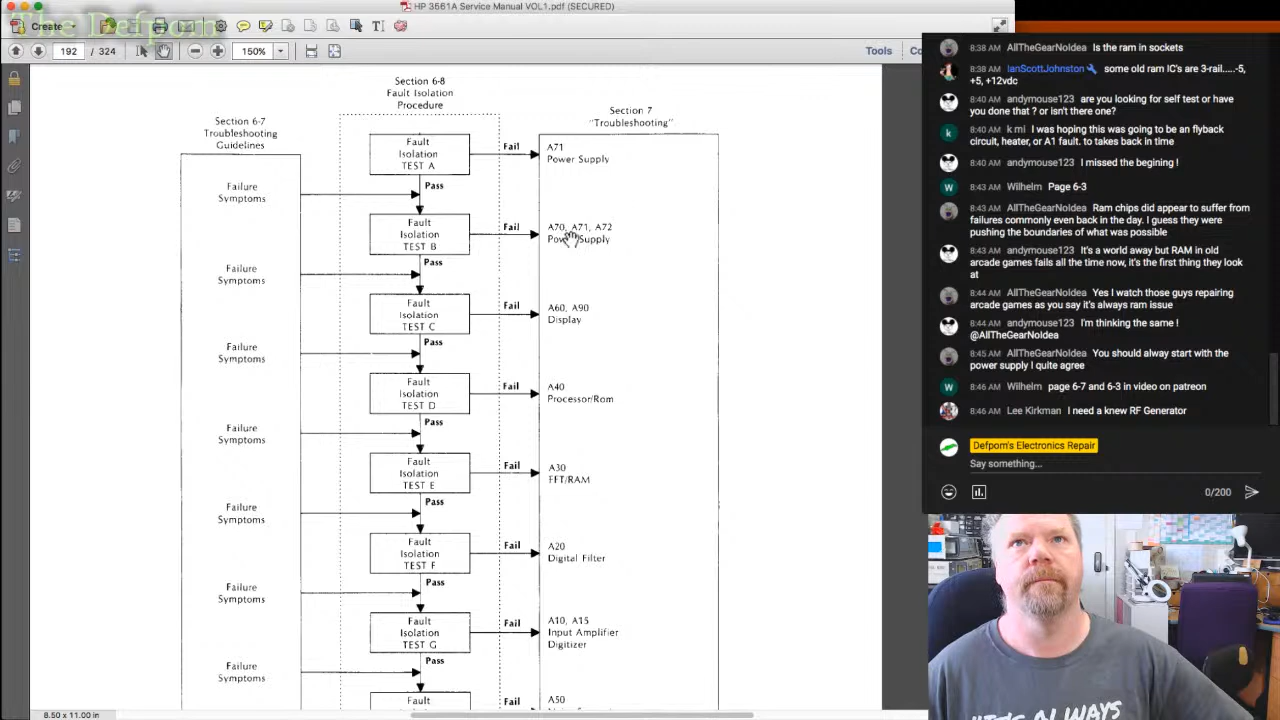 The Defpom
HP 3561A Service Manual VOL1.pdf (SECURED)
Create
192 / 324
150%
Tools
Section 6-8
Fault Isolation
Procedure
Section 6-7
Troubleshooting
Guidelines
Section 7
"Troubleshooting"
Fault
Isolation
TEST A
Fail
A71
Power Supply
Pass
Failure
Symptoms
Fault
Isolation
TEST B
Fail
A70, A71, A72
Power Supply
Pass
Failure
Symptoms
Fault
Isolation
TEST C
Fail
A60, A90
Display
Pass
Failure
Symptoms
Fault
Isolation
TEST D
Fail
A40
Processor/Rom
Pass
Failure
Symptoms
Fault
Isolation
TEST E
Fail
A30
FFT/RAM
Pass
Failure
Symptoms
Fault
Isolation
TEST F
Fail
A20
Digital Filter
Pass
Failure
Symptoms
Fault
Isolation
TEST G
Fail
A10, A15
Input Amplifier
Digitizer
Pass
Failure
Symptoms
Fault
Isolation
Fail
A50
8.50 x 11.00 in
8:38 AM AllTheGearNoIdea Is the ram in sockets
8:38 AM IanScottJohnston some old ram IC's are 3-rail.....-5,
+5, +12vdc
8:40 AM andymouse123 are you looking for self test or have
you done that ? or isn't there one?
8:40 AM k mi I was hoping this was going to be an flyback
circuit, heater, or A1 fault. to takes back in time
8:40 AM andymouse123 I missed the begining !
8:43 AM Wilhelm Page 6-3
8:43 AM AllTheGearNoIdea Ram chips did appear to suffer from
failures commonly even back in the day. I guess they were
pushing the boundaries of what was possible
8:43 AM andymouse123 It's a world away but RAM in old
arcade games fails all the time now, it's the first thing they look
at
8:44 AM AllTheGearNoIdea Yes I watch those guys repairing
arcade games as you say it's always ram issue
8:44 AM andymouse123 I'm thinking the same !
@AllTheGearNoIdea
8:45 AM AllTheGearNoIdea You should alway start with the
power supply I quite agree
8:46 AM Wilhelm page 6-7 and 6-3 in video on patreon
8:46 AM Lee Kirkman I need a knew RF Generator
Defpom's Electronics Repair
Say something...
0/200
"IT'S ALWAYS